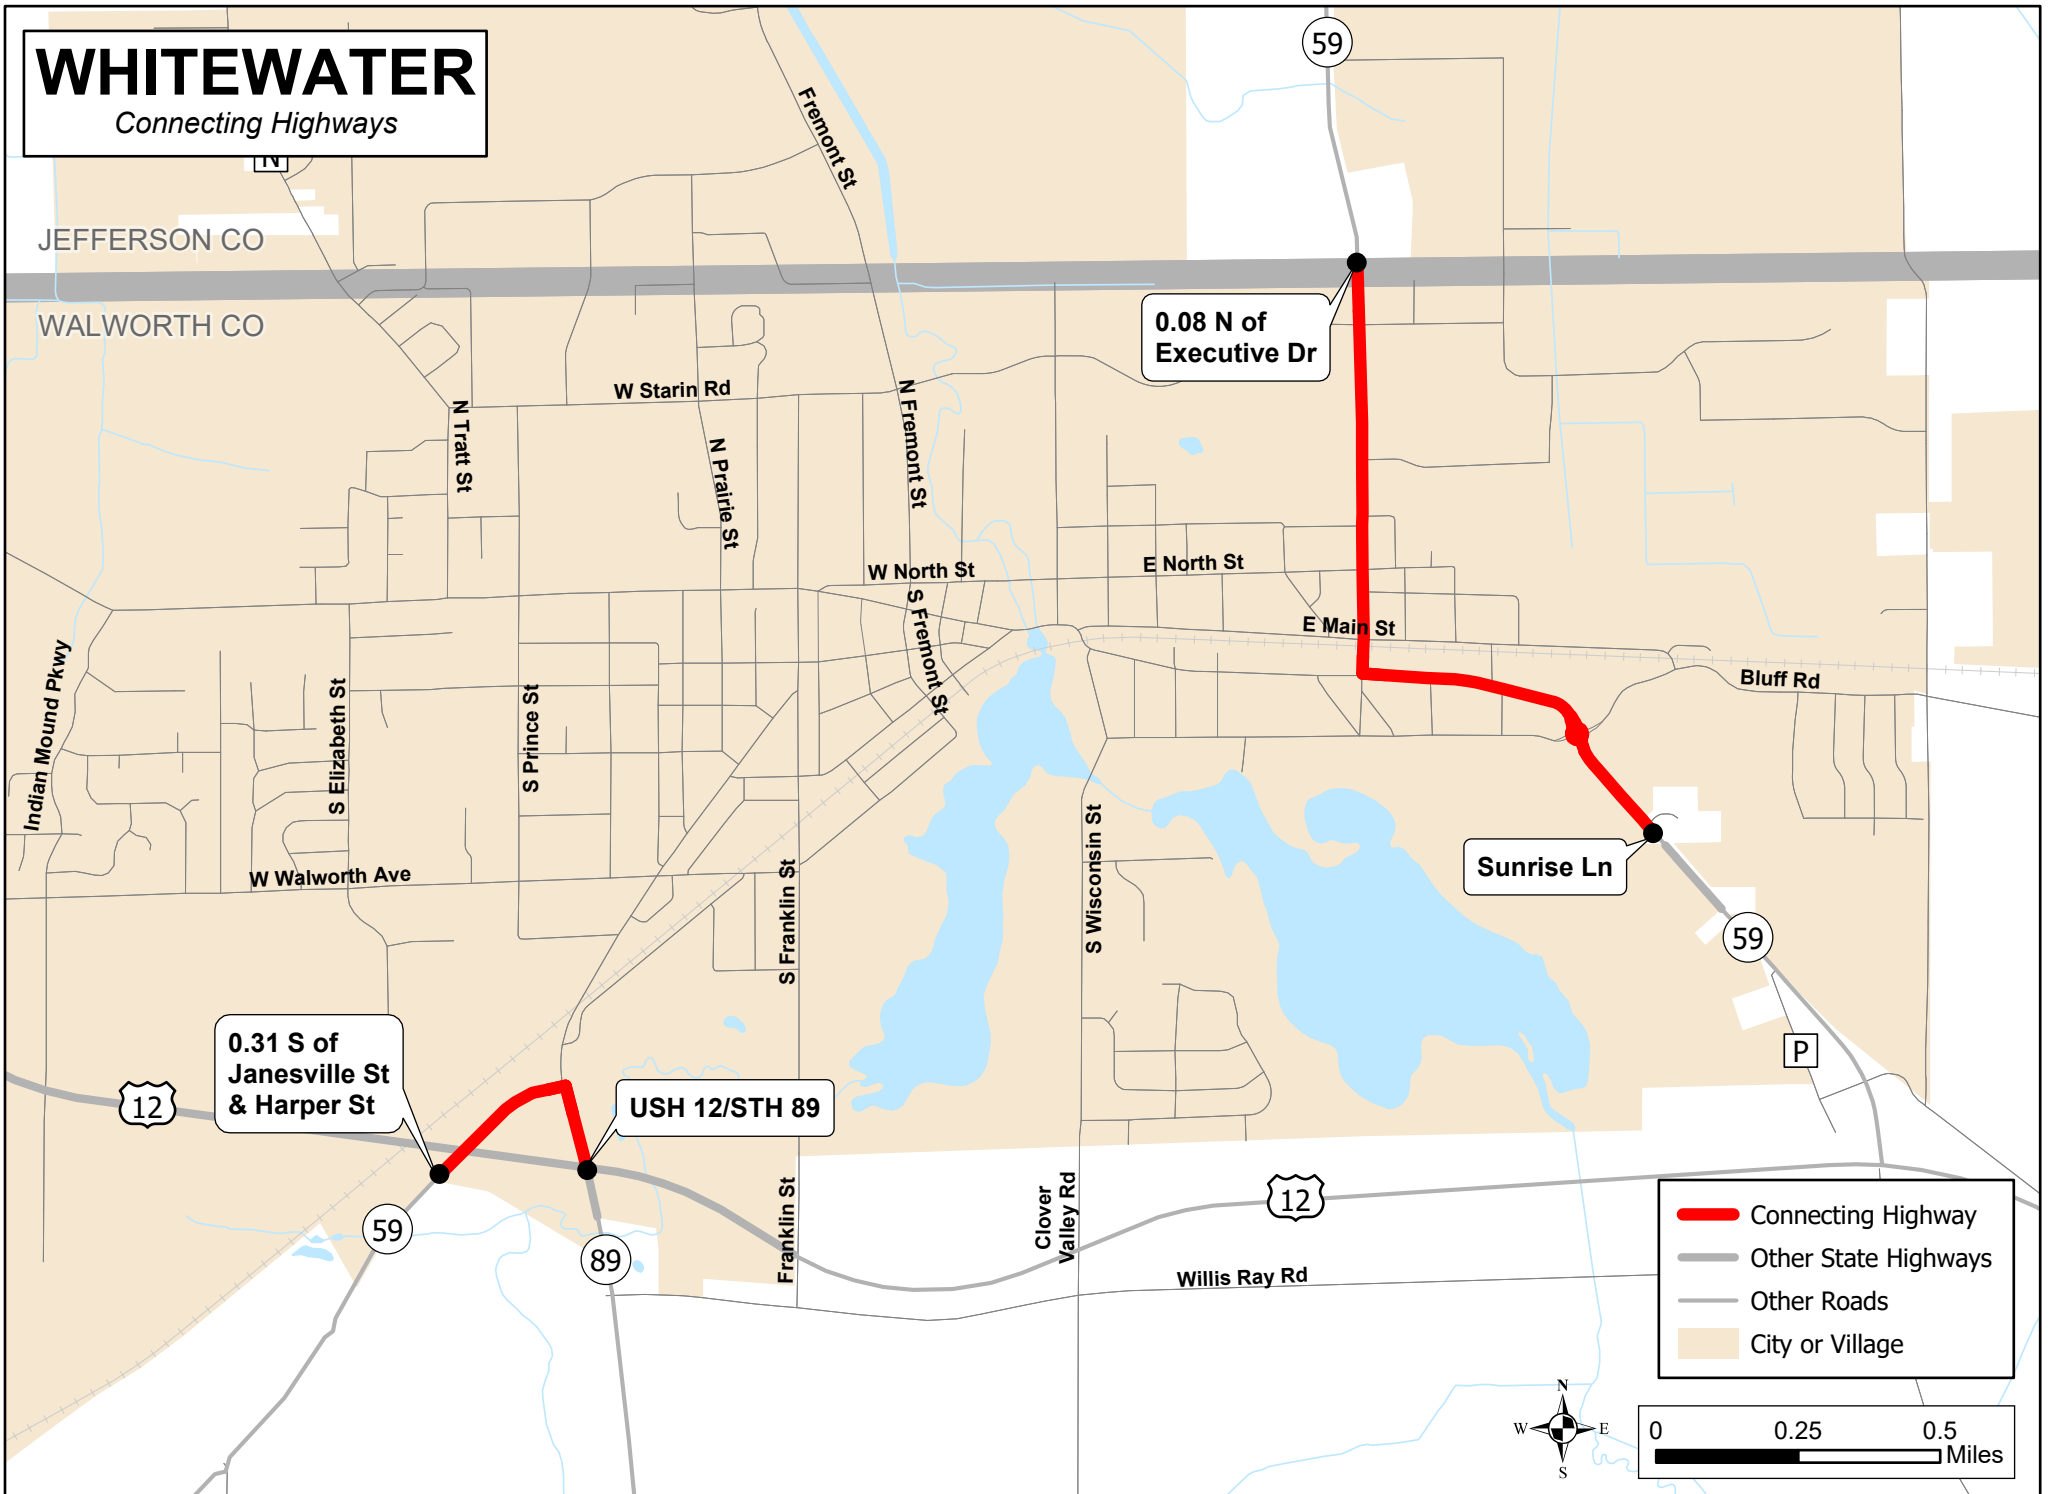 WHITEWATER
Connecting Highways
N
59
Fremont St
JEFFERSON CO
WALWORTH CO
0.08 N of
Executive Dr
W Starin Rd
N Tratt St
N Prairie St
N Fremont St
W North St
E North St
S Fremont St
E Main St
Bluff Rd
Indian Mound Pkwy
S Elizabeth St
S Prince St
W Walworth Ave
S Franklin St
S Wisconsin St
Sunrise Ln
59
0.31 S of
Janesville St
& Harper St
12
USH 12/STH 89
P
59
89
Franklin St
Clover
Valley Rd
12
Willis Ray Rd
Connecting Highway
Other State Highways
Other Roads
City or Village
N
W
E
S
0 0.25 0.5
Miles